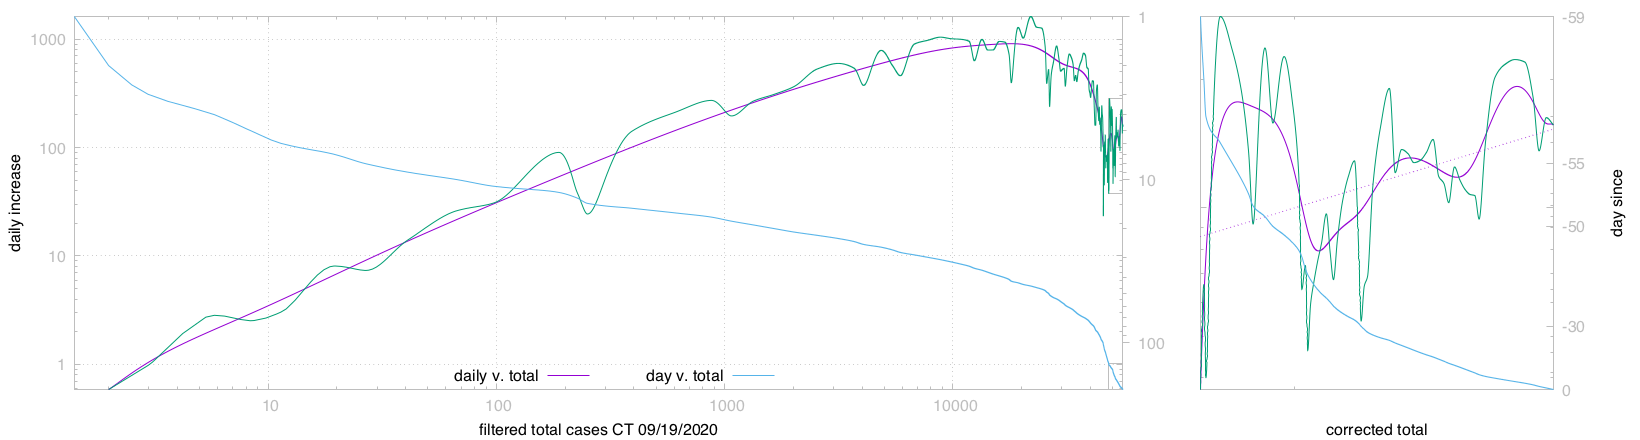 1000
100
10
1
daily increase
10
100
1000
10000
filtered total cases CT 09/19/2020
daily v. total
day v. total
1
10
100
-59
-55
-50
-30
0
day since
corrected total